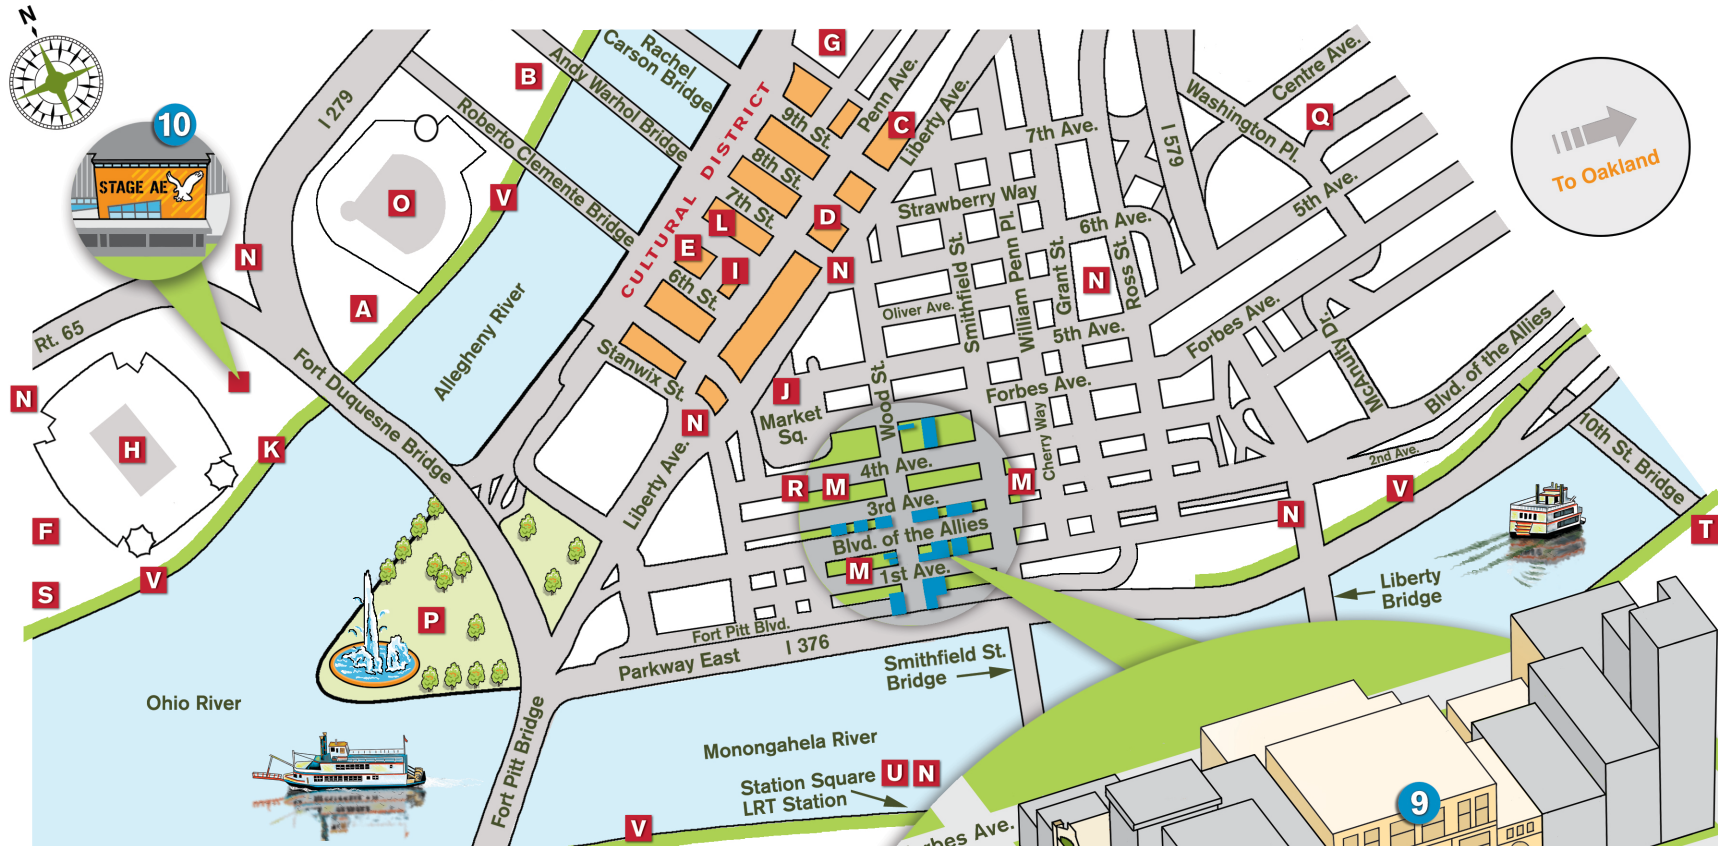 N
G
Rachel
Carson Bridge
Andy Warhol Bridge
B
Roberto Clemente Bridge
I 279
CULTURAL DISTRICT
9th St.
8th St.
7th St.
6th St.
Stanwix St.
Penn Ave.
Liberty Ave.
C
7th Ave.
I 579
Washington Pl.
Centre Ave.
Q
To Oakland
10
STAGE AE
O
V
L
D
E
I
N
N
A
Strawberry Way
6th Ave.
5th Ave.
Smithfield St.
William Penn Pl.
Grant St.
Ross St.
N
Oliver Ave.
5th Ave.
Forbes Ave.
Forbes Ave.
McAnulty Dr.
Blvd. of the Allies
Rt. 65
Allegheny River
Fort Duquesne Bridge
N
H
K
F
S
V
J
Market
Sq.
Wood St.
N
Liberty Ave.
Cherry Way
4th Ave.
R
M
M
3rd Ave.
Blvd. of the Allies
M
1st Ave.
2nd Ave.
V
N
10th St. Bridge
T
P
Fort Pitt Blvd.
Parkway East
I 376
Liberty
Bridge
Smithfield St.
Bridge
Ohio River
Fort Pitt Bridge
Monongahela River
Station Square
LRT Station
U
N
V
9
bes Ave.